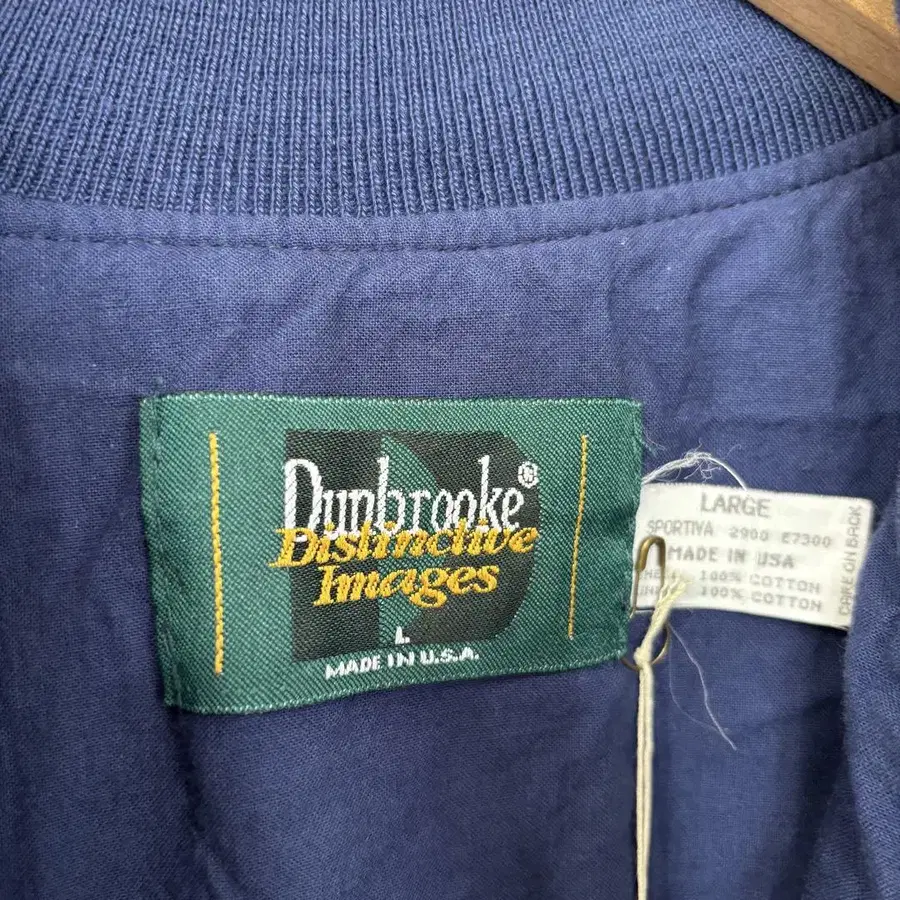 Dunbrooke®
Distinctive
Images
L
MADE IN U.S.A.
LARGE
SPORTIVA 2900 E7300
MADE IN USA
100% COTTON
100% COTTON
CARE ON BACK